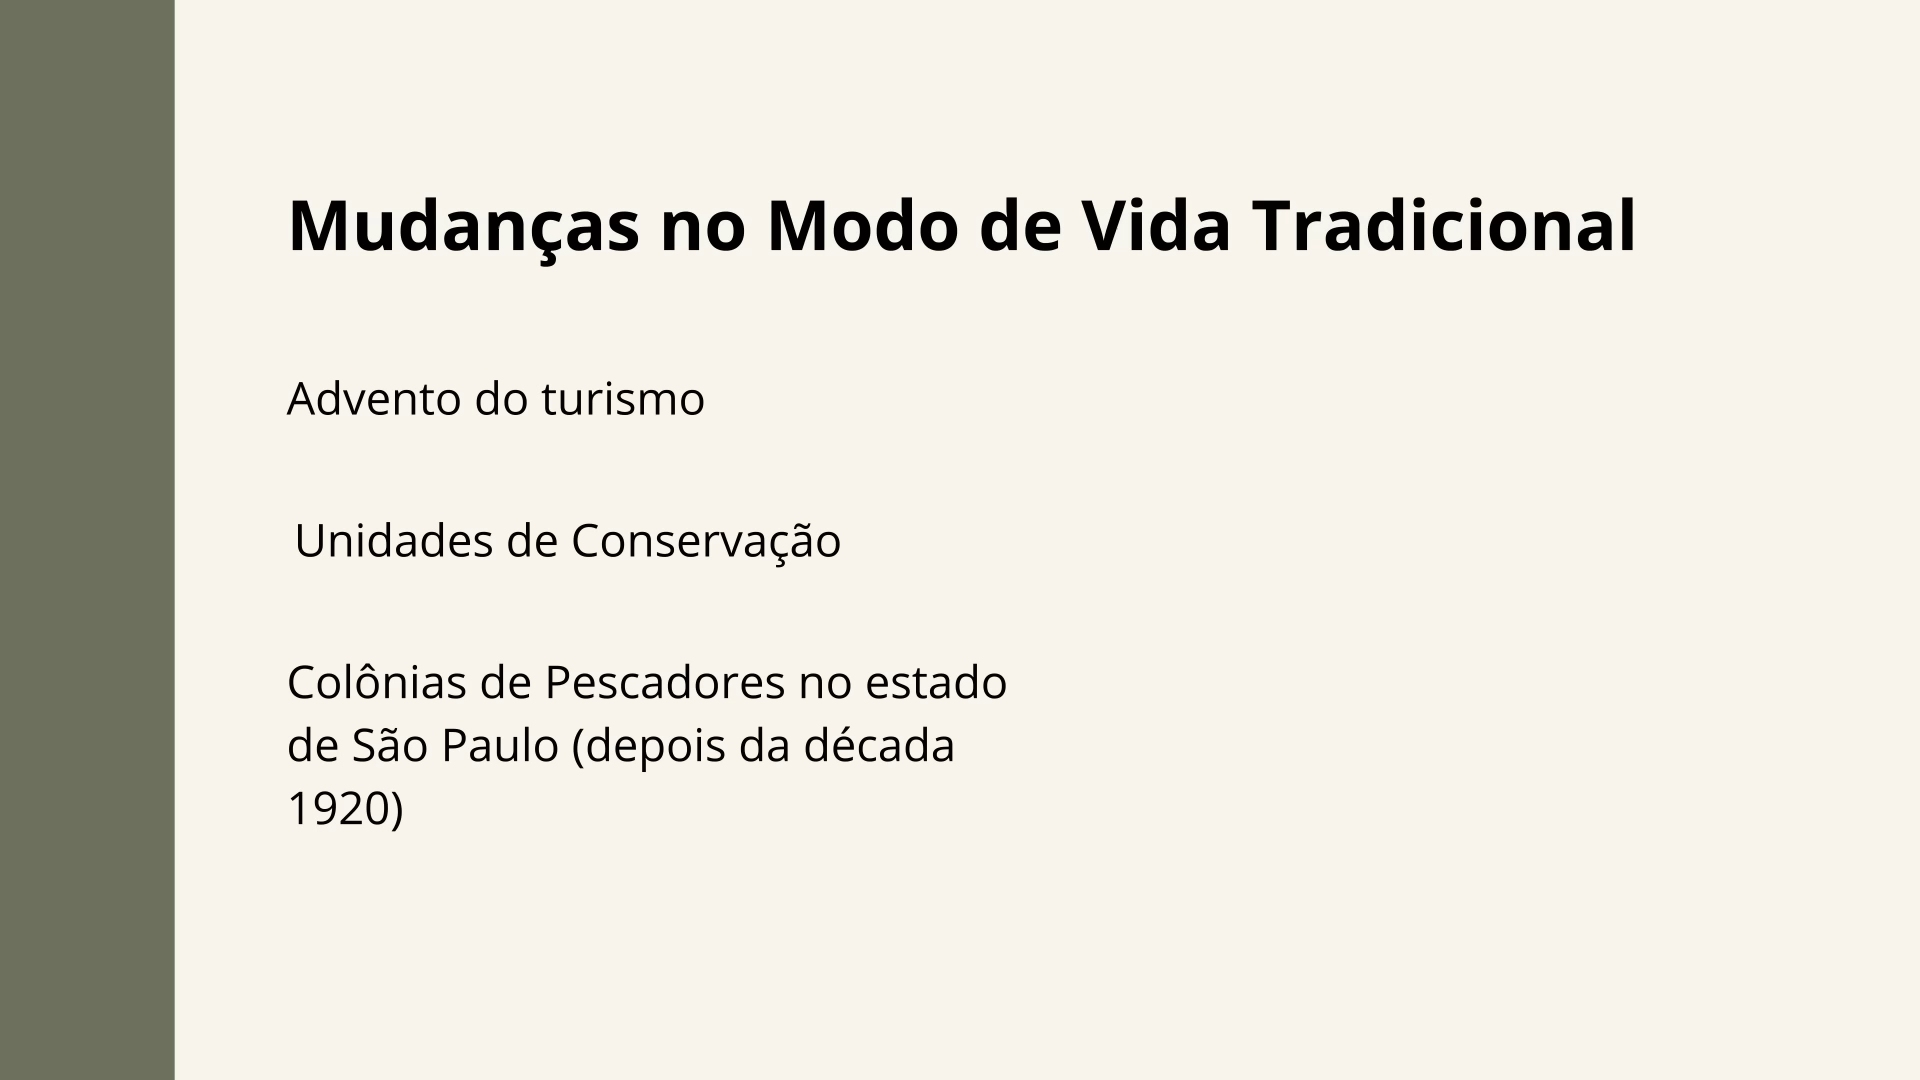 Mudanças no Modo de Vida Tradicional
Advento do turismo
Unidades de Conservação
Colônias de Pescadores no estado
de São Paulo (depois da década
1920)